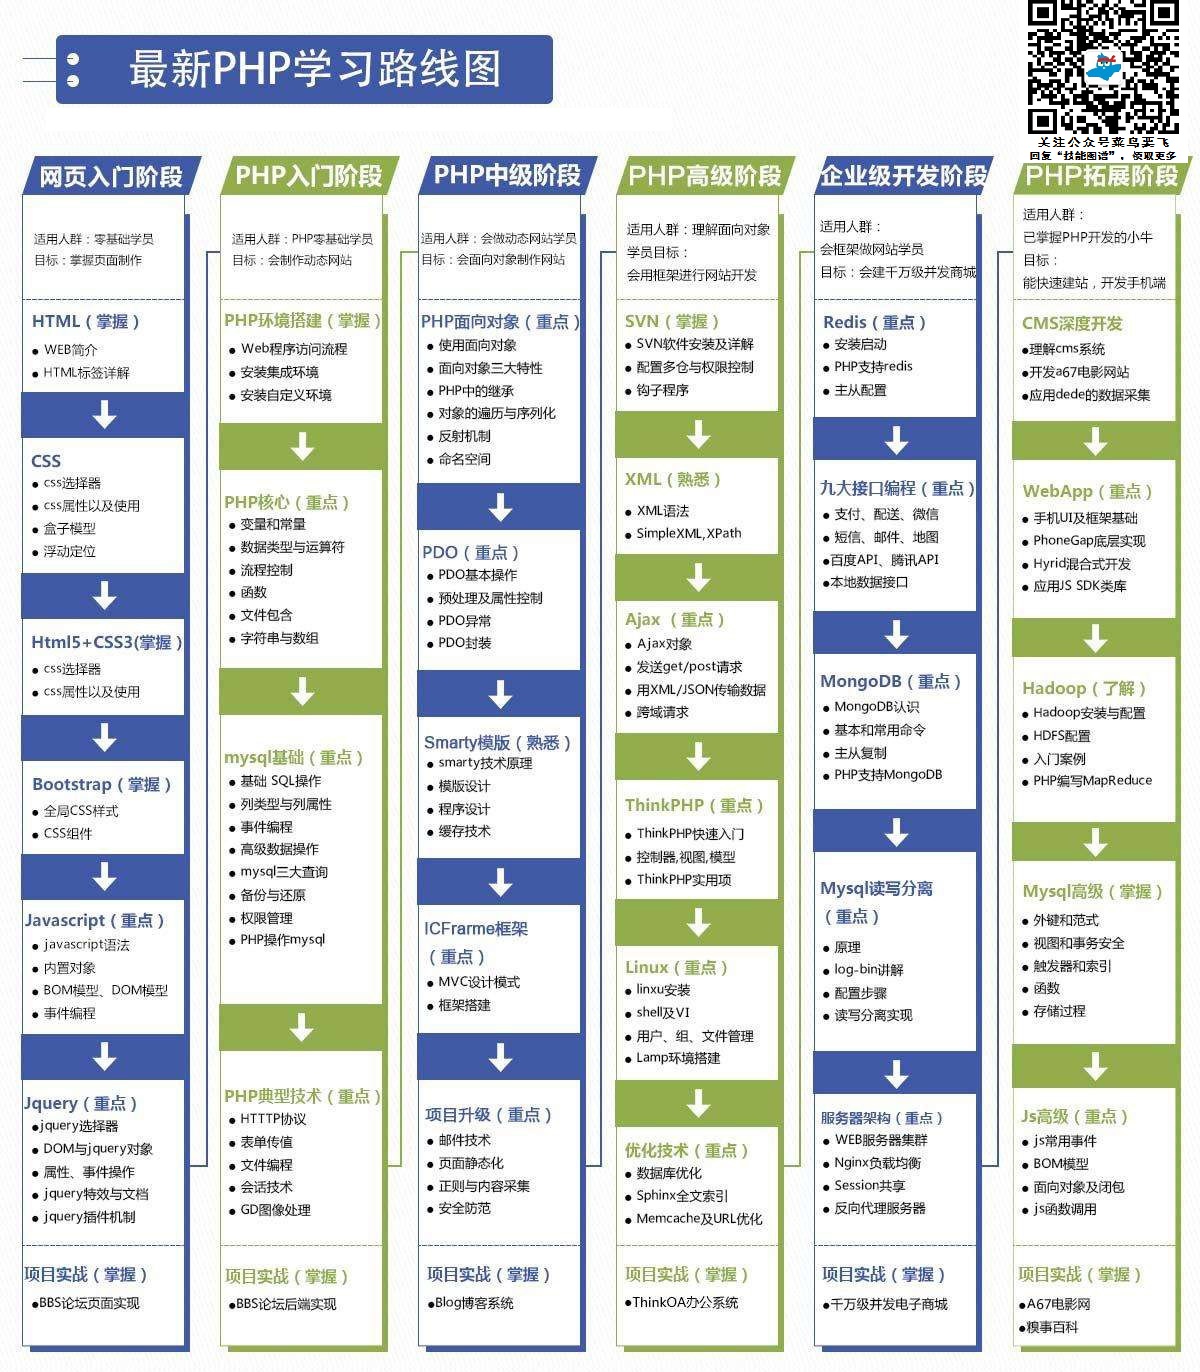 最新PHP学习路线图
关注公众号菜鸟要飞
回复“技能图谱”，领取更多
网页入门阶段
适用人群：零基础学员
目标：掌握页面制作
HTML（掌握）
● WEB简介
● HTML标签详解
CSS
● css选择器
● css属性以及使用
● 盒子模型
● 浮动定位
Html5+CSS3(掌握）
● css选择器
● css属性以及使用
Bootstrap（掌握）
● 全局CSS样式
● CSS组件
Javascript（重点）
● javascript语法
● 内置对象
● BOM模型、DOM模型
● 事件编程
Jquery（重点）
●jquery选择器
● DOM与jquery对象
● 属性、事件操作
● jquery特效与文档
● jquery插件机制
项目实战（掌握）
●BBS论坛页面实现
PHP入门阶段
适用人群：PHP零基础学员
目标：会制作动态网站
PHP环境搭建（掌握）
● Web程序访问流程
● 安装集成环境
● 安装自定义环境
PHP核心（重点）
● 变量和常量
● 数据类型与运算符
● 流程控制
● 函数
● 文件包含
● 字符串与数组
mysql基础（重点）
● 基础 SQL操作
● 列类型与列属性
● 事件编程
● 高级数据操作
● mysql三大查询
● 备份与还原
● 权限管理
● PHP操作mysql
PHP典型技术（重点）
● HTTTP协议
● 表单传值
● 文件编程
● 会话技术
● GD图像处理
项目实战（掌握）
●BBS论坛后端实现
PHP中级阶段
适用人群：会做动态网站学员
目标：会面向对象制作网站
PHP面向对象（重点）
● 使用面向对象
● 面向对象三大特性
● PHP中的继承
● 对象的遍历与序列化
● 反射机制
● 命名空间
PDO（重点）
● PDO基本操作
● 预处理及属性控制
● PDO异常
● PDO封装
Smarty模版（熟悉）
● smarty技术原理
● 模版设计
● 程序设计
● 缓存技术
ICFrarme框架
（重点）
● MVC设计模式
● 框架搭建
项目升级（重点）
● 邮件技术
● 页面静态化
● 正则与内容采集
● 安全防范
项目实战（掌握）
●Blog博客系统
PHP高级阶段
适用人群：理解面向对象
学员目标：
会用框架进行网站开发
SVN（掌握）
● SVN软件安装及详解
● 配置多仓与权限控制
● 钩子程序
XML（熟悉）
● XML语法
● SimpleXML,XPath
Ajax （重点）
● Ajax对象
● 发送get/post请求
● 用XML/JSON传输数据
● 跨域请求
ThinkPHP（重点）
● ThinkPHP快速入门
● 控制器,视图,模型
● ThinkPHP实用项
Linux（重点）
● linxu安装
● shell及VI
● 用户、组、文件管理
● Lamp环境搭建
优化技术（重点）
● 数据库优化
● Sphinx全文索引
● Memcache及URL优化
项目实战（掌握）
●ThinkOA办公系统
企业级开发阶段
适用人群：
会框架做网站学员
目标：会建千万级并发商城
Redis（重点）
● 安装启动
● PHP支持redis
● 主从配置
九大接口编程（重点）
● 支付、配送、微信
● 短信、邮件、地图
●百度API、腾讯API
●本地数据接口
MongoDB（重点）
● MongoDB认识
● 基本和常用命令
● 主从复制
● PHP支持MongoDB
Mysql读写分离
（重点）
● 原理
● log-bin讲解
● 配置步骤
● 读写分离实现
服务器架构（重点）
● WEB服务器集群
● Nginx负载均衡
● Session共享
● 反向代理服务器
项目实战（掌握）
●千万级并发电子商城
PHP拓展阶段
适用人群：
已掌握PHP开发的小牛
目标：
能快速建站，开发手机端
CMS深度开发
●理解cms系统
●开发a67电影网站
●应用dede的数据采集
WebApp（重点）
● 手机UI及框架基础
● PhoneGap底层实现
● Hyrid混合式开发
● 应用JS SDK类库
Hadoop（了解）
● Hadoop安装与配置
● HDFS配置
● 入门案例
● PHP编写MapReduce
Mysql高级（掌握）
● 外键和范式
● 视图和事务安全
● 触发器和索引
● 函数
● 存储过程
Js高级（重点）
● js常用事件
● BOM模型
● 面向对象及闭包
● js函数调用
项目实战（掌握）
●A67电影网
●糗事百科